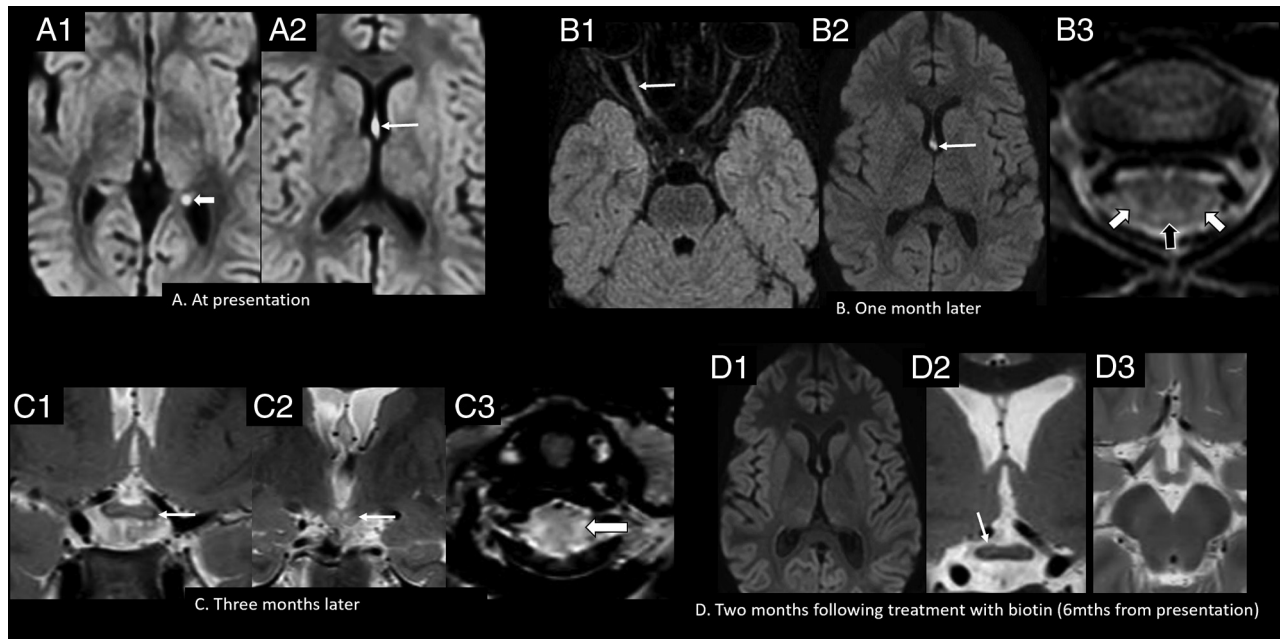 A1
A2
A. At presentation
B1
B2
B3
B. One month later
C1
C2
C3
C. Three months later
D1
D2
D3
D. Two months following treatment with biotin (6mths from presentation)